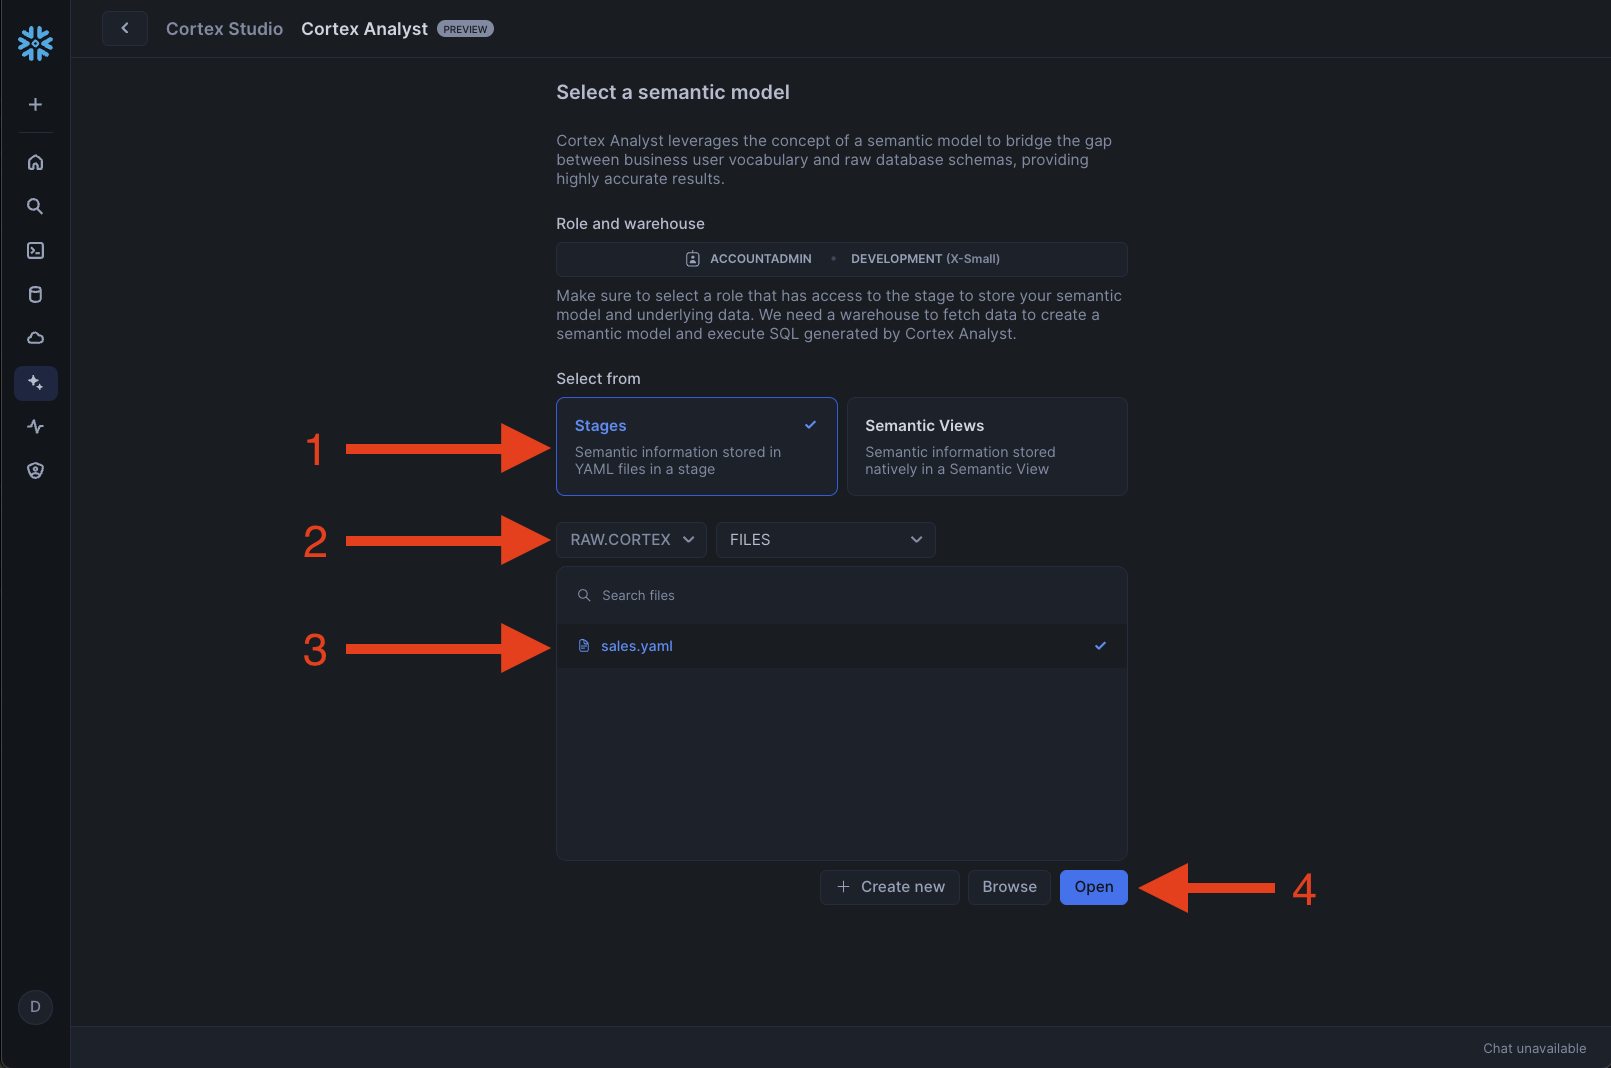 Cortex Studio Cortex Analyst PREVIEW
Select a semantic model
Cortex Analyst leverages the concept of a semantic model to bridge the gap
between business user vocabulary and raw database schemas, providing
highly accurate results.
Role and warehouse
ACCOUNTADMIN • DEVELOPMENT (X-Small)
Make sure to select a role that has access to the stage to store your semantic
model and underlying data. We need a warehouse to fetch data to create a
semantic model and execute SQL generated by Cortex Analyst.
Select from
1
Stages
Semantic information stored in
YAML files in a stage
Semantic Views
Semantic information stored
natively in a Semantic View
2
RAW.CORTEX
FILES
Search files
3
sales.yaml
+ Create new
Browse
Open
4
D
Chat unavailable